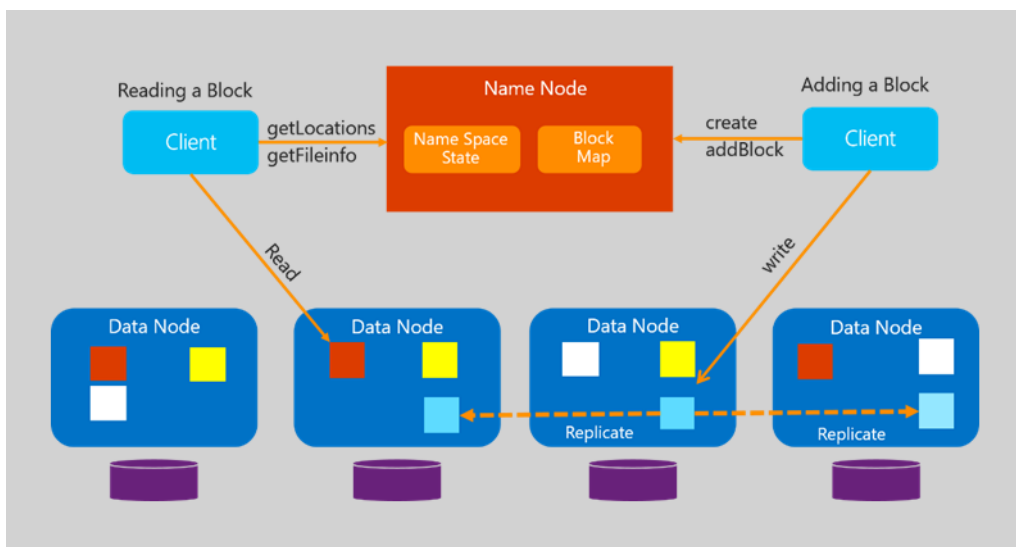 Reading a Block
Adding a Block
Name Node
Client
getLocations
getFileinfo
Name Space
State
Block
Map
create
addBlock
Client
Read
write
Data Node
Data Node
Data Node
Data Node
Replicate
Replicate